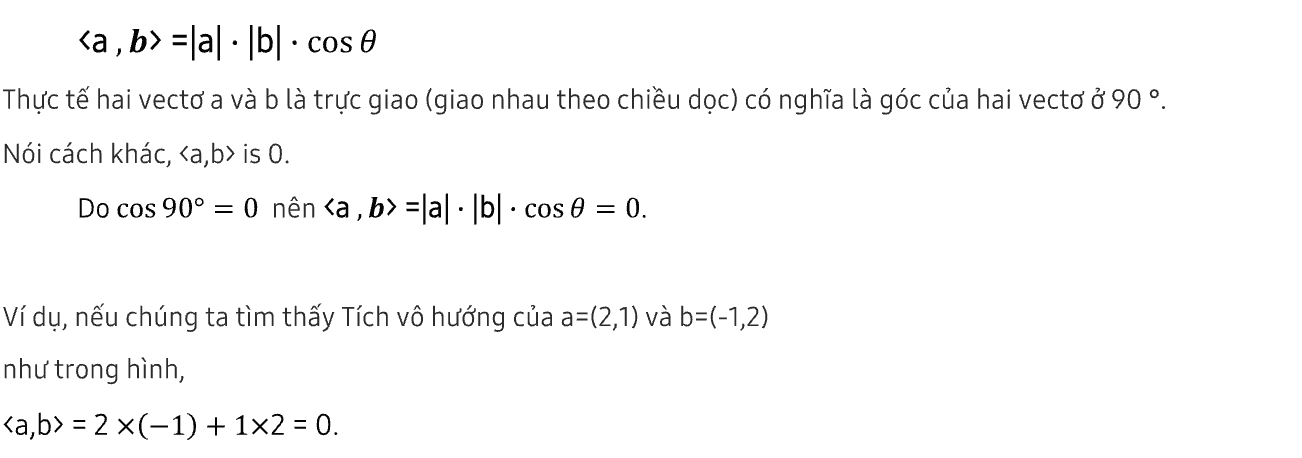 <a , b> =|a| · |b| · cos θ
Thực tế hai vectơ a và b là trực giao (giao nhau theo chiều dọc) có nghĩa là góc của hai vectơ ở 90 °.
Nói cách khác, <a,b> is 0.
Do cos 90° = 0 nên <a , b> =|a| · |b| · cos θ = 0.
Ví dụ, nếu chúng ta tìm thấy Tích vô hướng của a=(2,1) và b=(-1,2)
như trong hình,
<a,b> = 2 ×(−1) + 1×2 = 0.